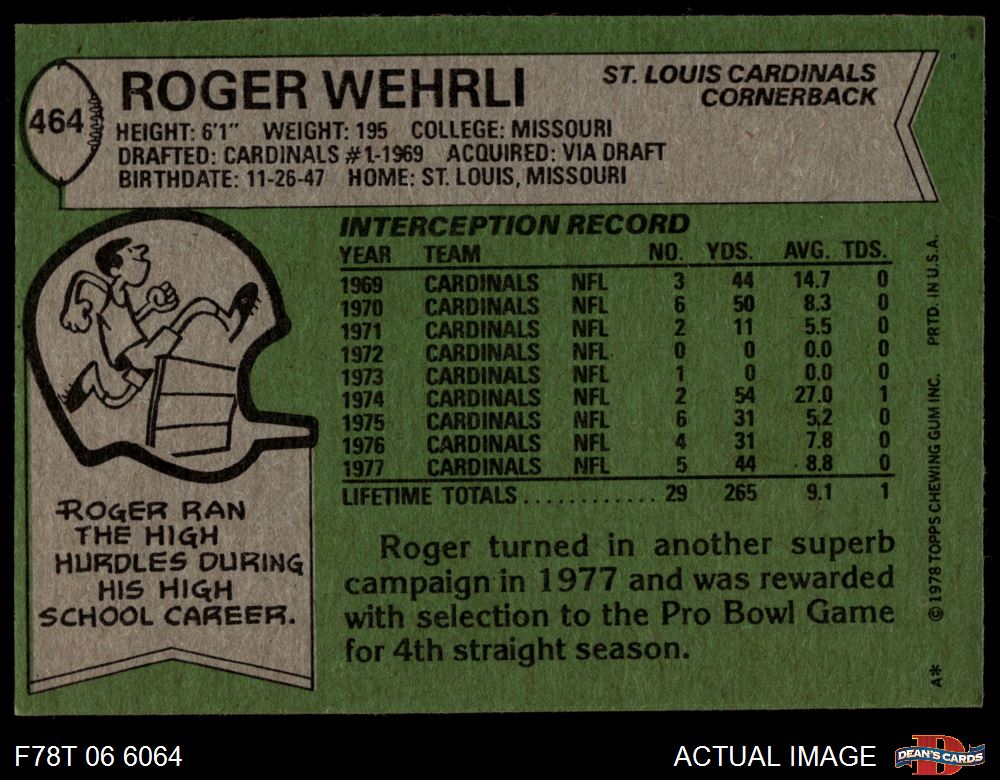 464
ROGER WEHRLI
ST. LOUIS CARDINALS
CORNERBACK
HEIGHT: 6'1" WEIGHT: 195 COLLEGE: MISSOURI
DRAFTED: CARDINALS #1-1969 ACQUIRED: VIA DRAFT
BIRTHDATE: 11-26-47 HOME: ST. LOUIS, MISSOURI
INTERCEPTION RECORD
YEAR TEAM NO. YDS. AVG. TDS.
1969 CARDINALS NFL 3 44 14.7 0
1970 CARDINALS NFL 6 50 8.3 0
1971 CARDINALS NFL 2 11 5.5 0
1972 CARDINALS NFL 0 0 0.0 0
1973 CARDINALS NFL 1 0 0.0 0
1974 CARDINALS NFL 2 54 27.0 1
1975 CARDINALS NFL 6 31 5.2 0
1976 CARDINALS NFL 4 31 7.8 0
1977 CARDINALS NFL 5 44 8.8 0
LIFETIME TOTALS............ 29 265 9.1 1
ROGER RAN
THE HIGH
HURDLES DURING
HIS HIGH
SCHOOL CAREER.
Roger turned in another superb
campaign in 1977 and was rewarded
with selection to the Pro Bowl Game
for 4th straight season.
A* © 1978 TOPPS CHEWING GUM INC. PRTD. IN U.S.A.
F78T 06 6064
ACTUAL IMAGE
D
DEAN'S CARDS